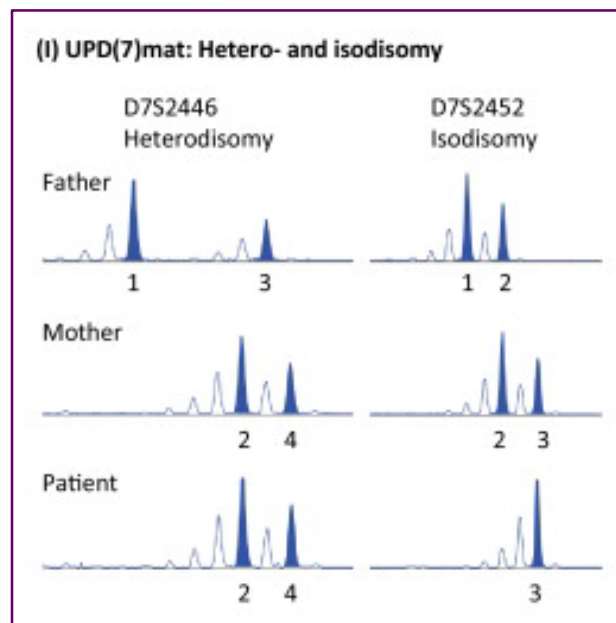 (I) UPD(7)mat: Hetero- and isodisomy
D7S2446 D7S2452
Heterodisomy Isodisomy
Father
1 3 1 2
Mother
2 4 2 3
Patient
2 4 3